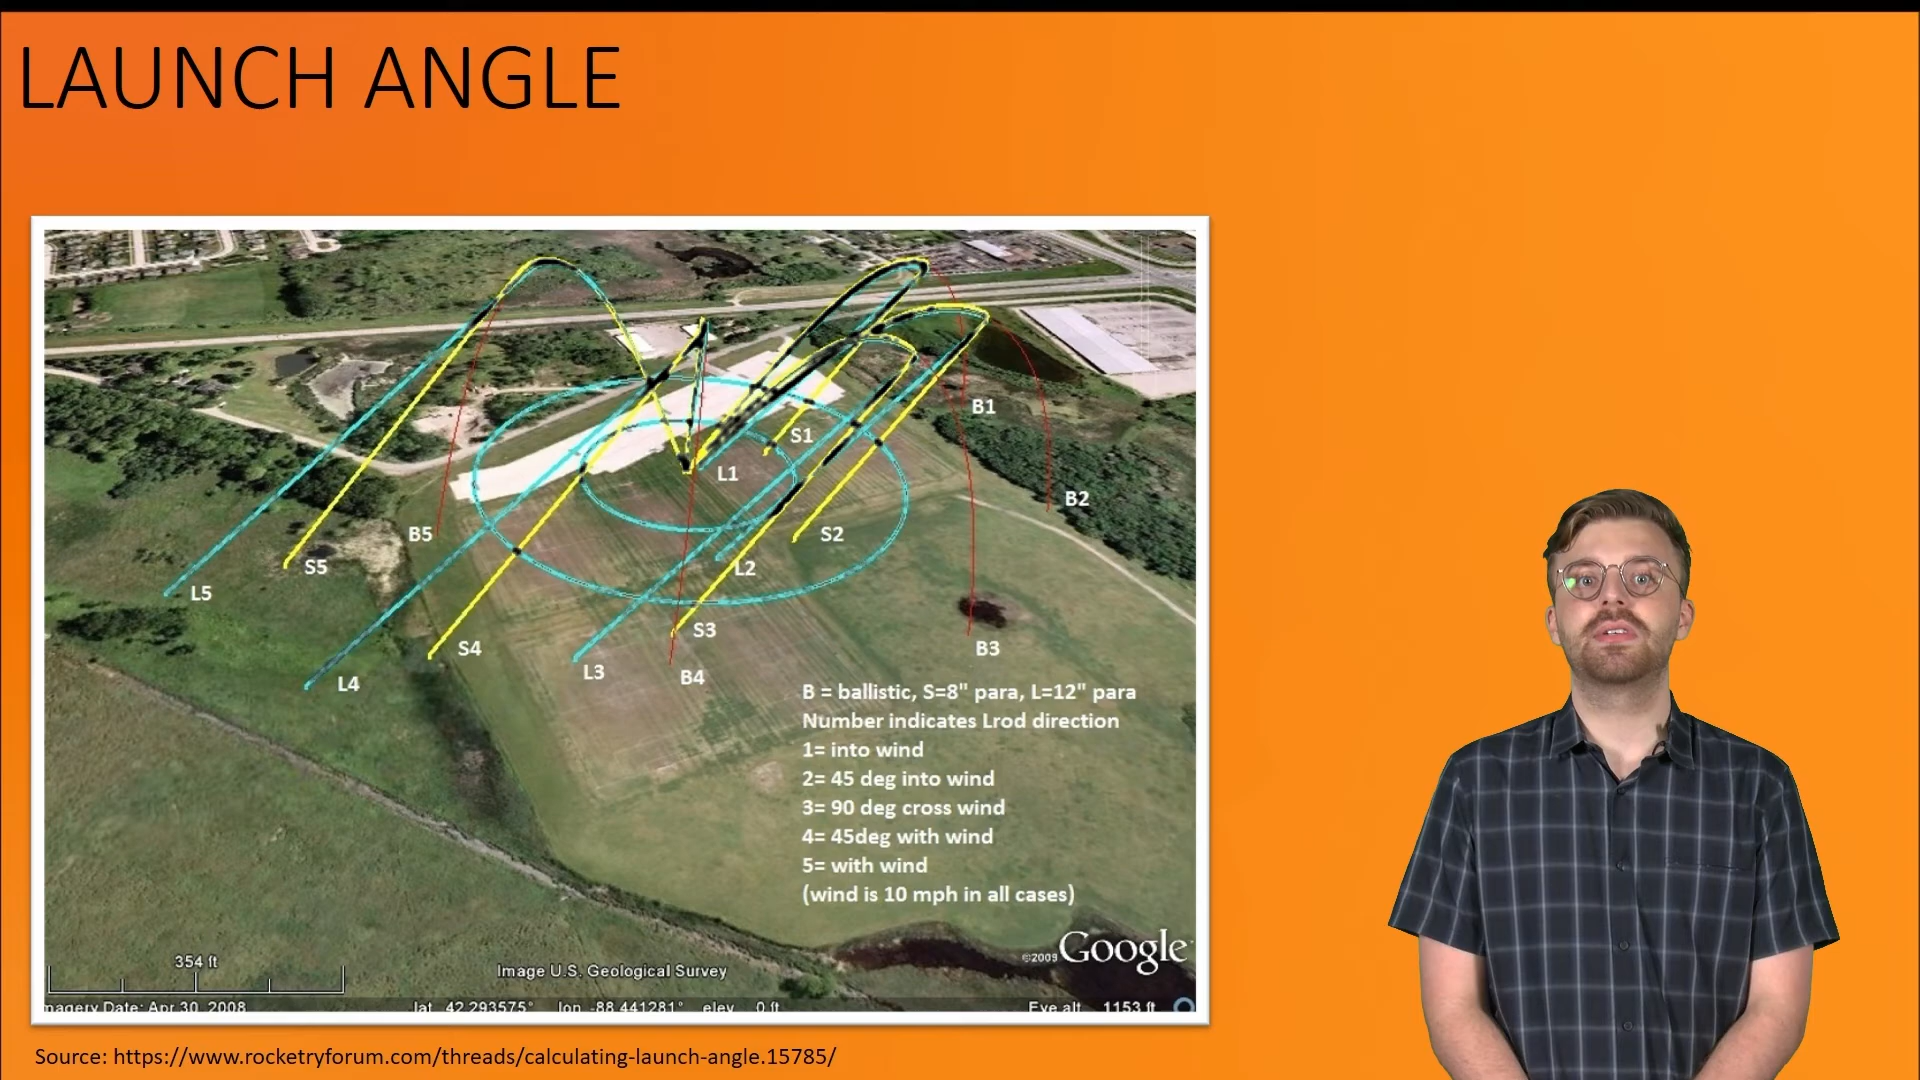 LAUNCH ANGLE
B1
S1
L1
B2
B5
S2
S5
L2
L5
S3
S4
B3
L3
B4
L4
B = ballistic, S=8" para, L=12" para
Number indicates Lrod direction
1= into wind
2= 45 deg into wind
3= 90 deg cross wind
4= 45deg with wind
5= with wind
(wind is 10 mph in all cases)
354 ft
Image U.S. Geological Survey
©2009 Google
magery Date: Apr 30, 2008 lat 42.293575° lon -88.441281° elev 0 ft Eye alt 1153 ft
Source: https://www.rocketryforum.com/threads/calculating-launch-angle.15785/